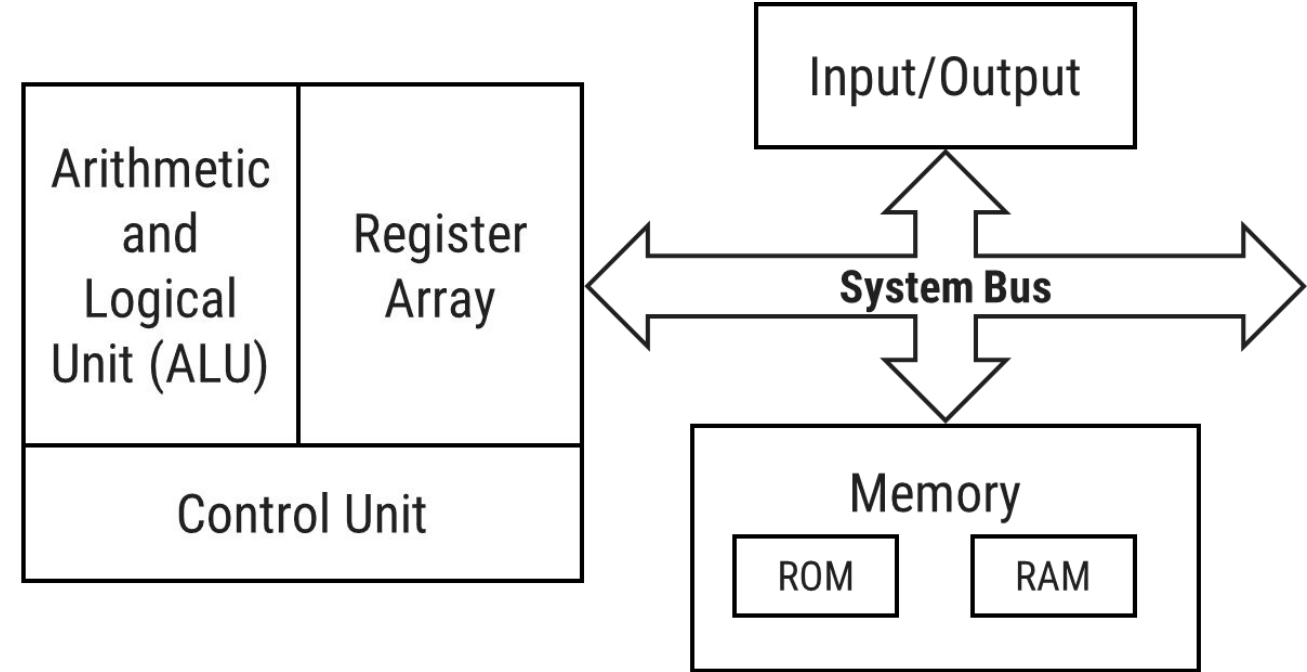 Arithmetic
and
Logical
Unit (ALU)
Register
Array
Control Unit
Input/Output
System Bus
Memory
ROM
RAM